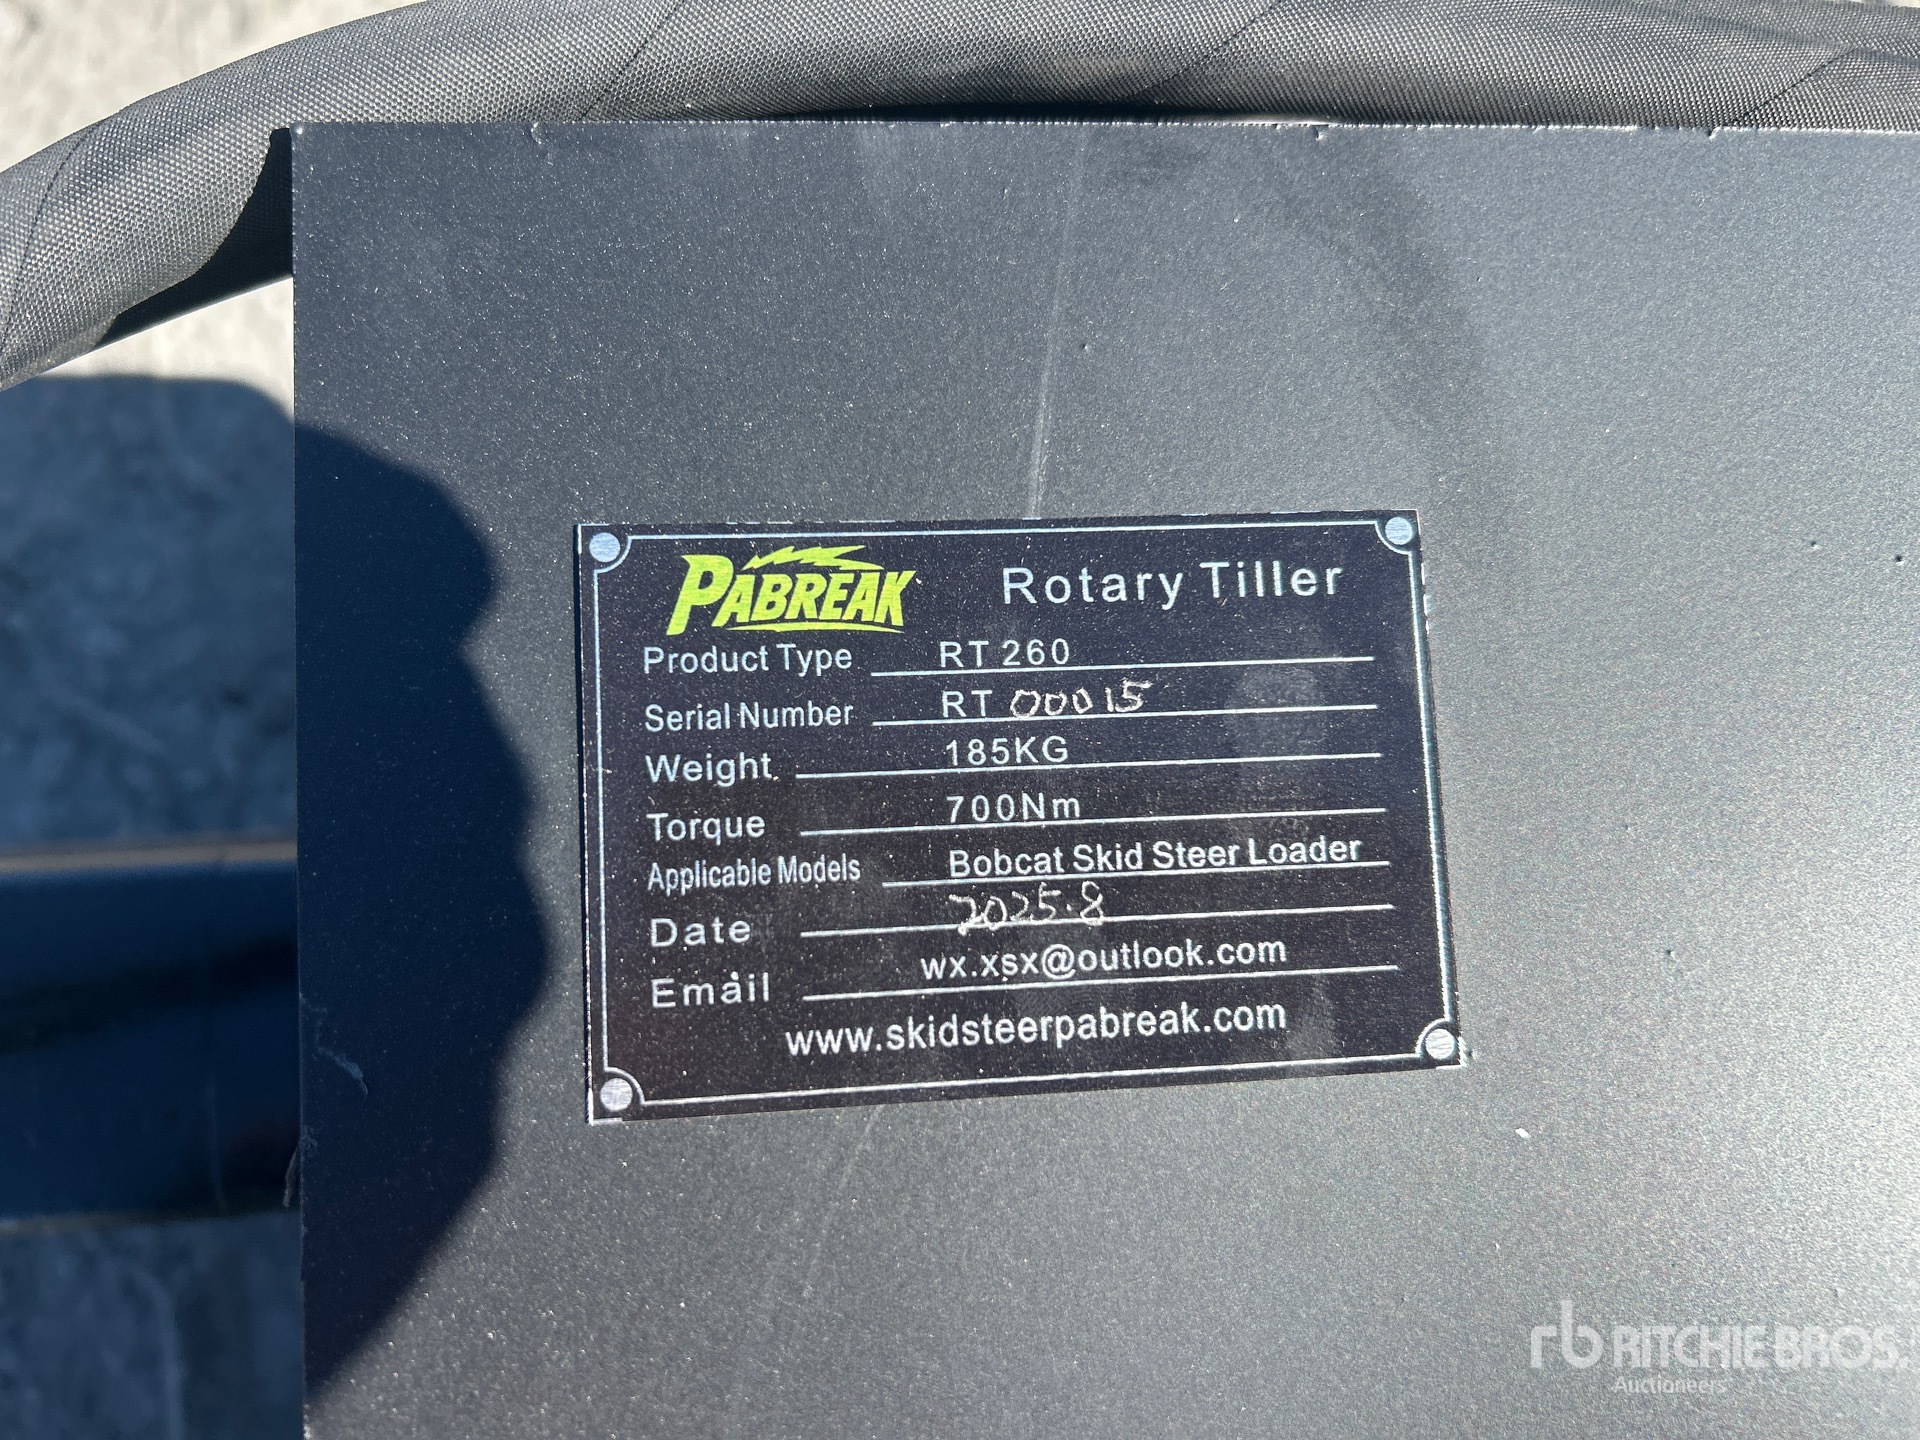 PABREAK Rotary Tiller
Product Type RT 260
Serial Number RT 00015
Weight 185KG
Torque 700Nm
Applicable Models Bobcat Skid Steer Loader
Date 2025.8
Email wx.xsx@outlook.com
www.skidsteerpabreak.com
rb RITCHIE BROS.
Auctioneers